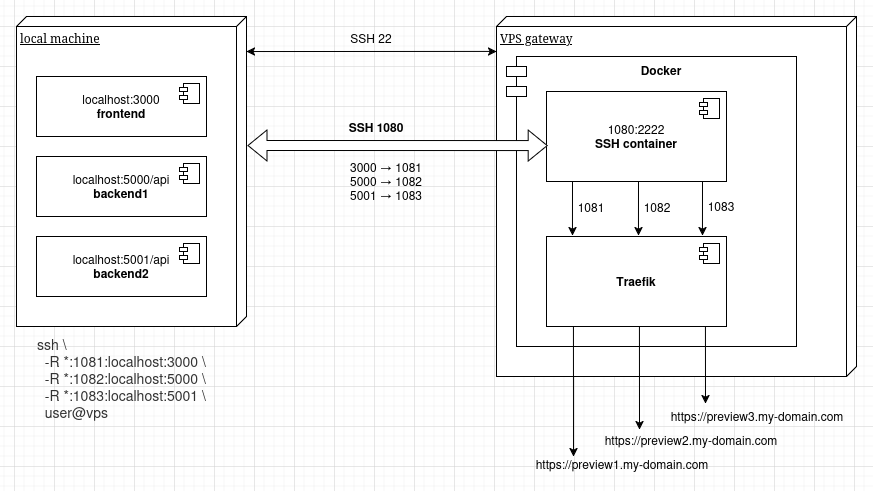 local machine
localhost:3000
frontend
localhost:5000/api
backend1
localhost:5001/api
backend2
ssh \
-R *:1081:localhost:3000 \
-R *:1082:localhost:5000 \
-R *:1083:localhost:5001 \
user@vps
SSH 22
SSH 1080
3000 → 1081
5000 → 1082
5001 → 1083
VPS gateway
Docker
1080:2222
SSH container
1081
1082
1083
Traefik
https://preview3.my-domain.com
https://preview2.my-domain.com
https://preview1.my-domain.com